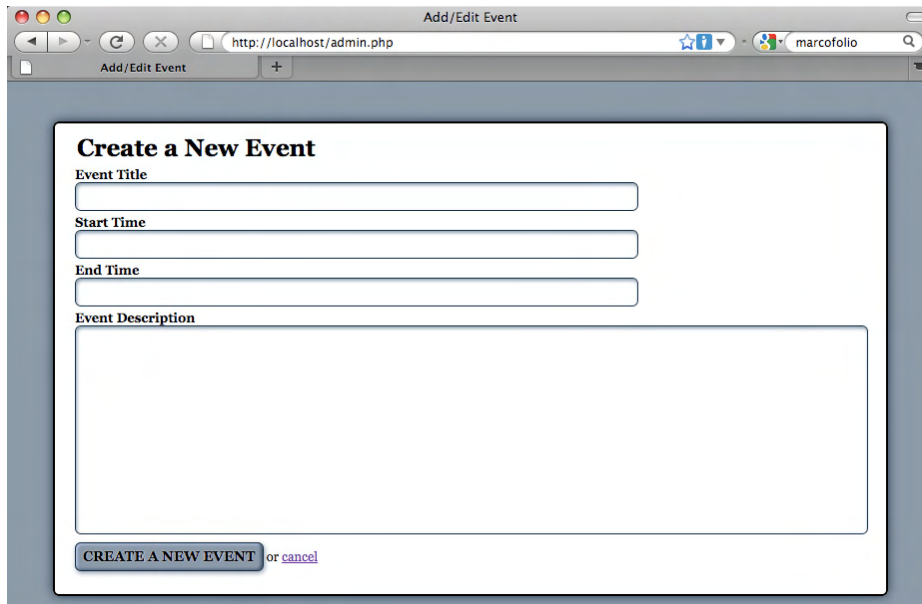 Add/Edit Event
http://localhost/admin.php
marcofolio
Add/Edit Event
Create a New Event
Event Title
Start Time
End Time
Event Description
CREATE A NEW EVENT or cancel